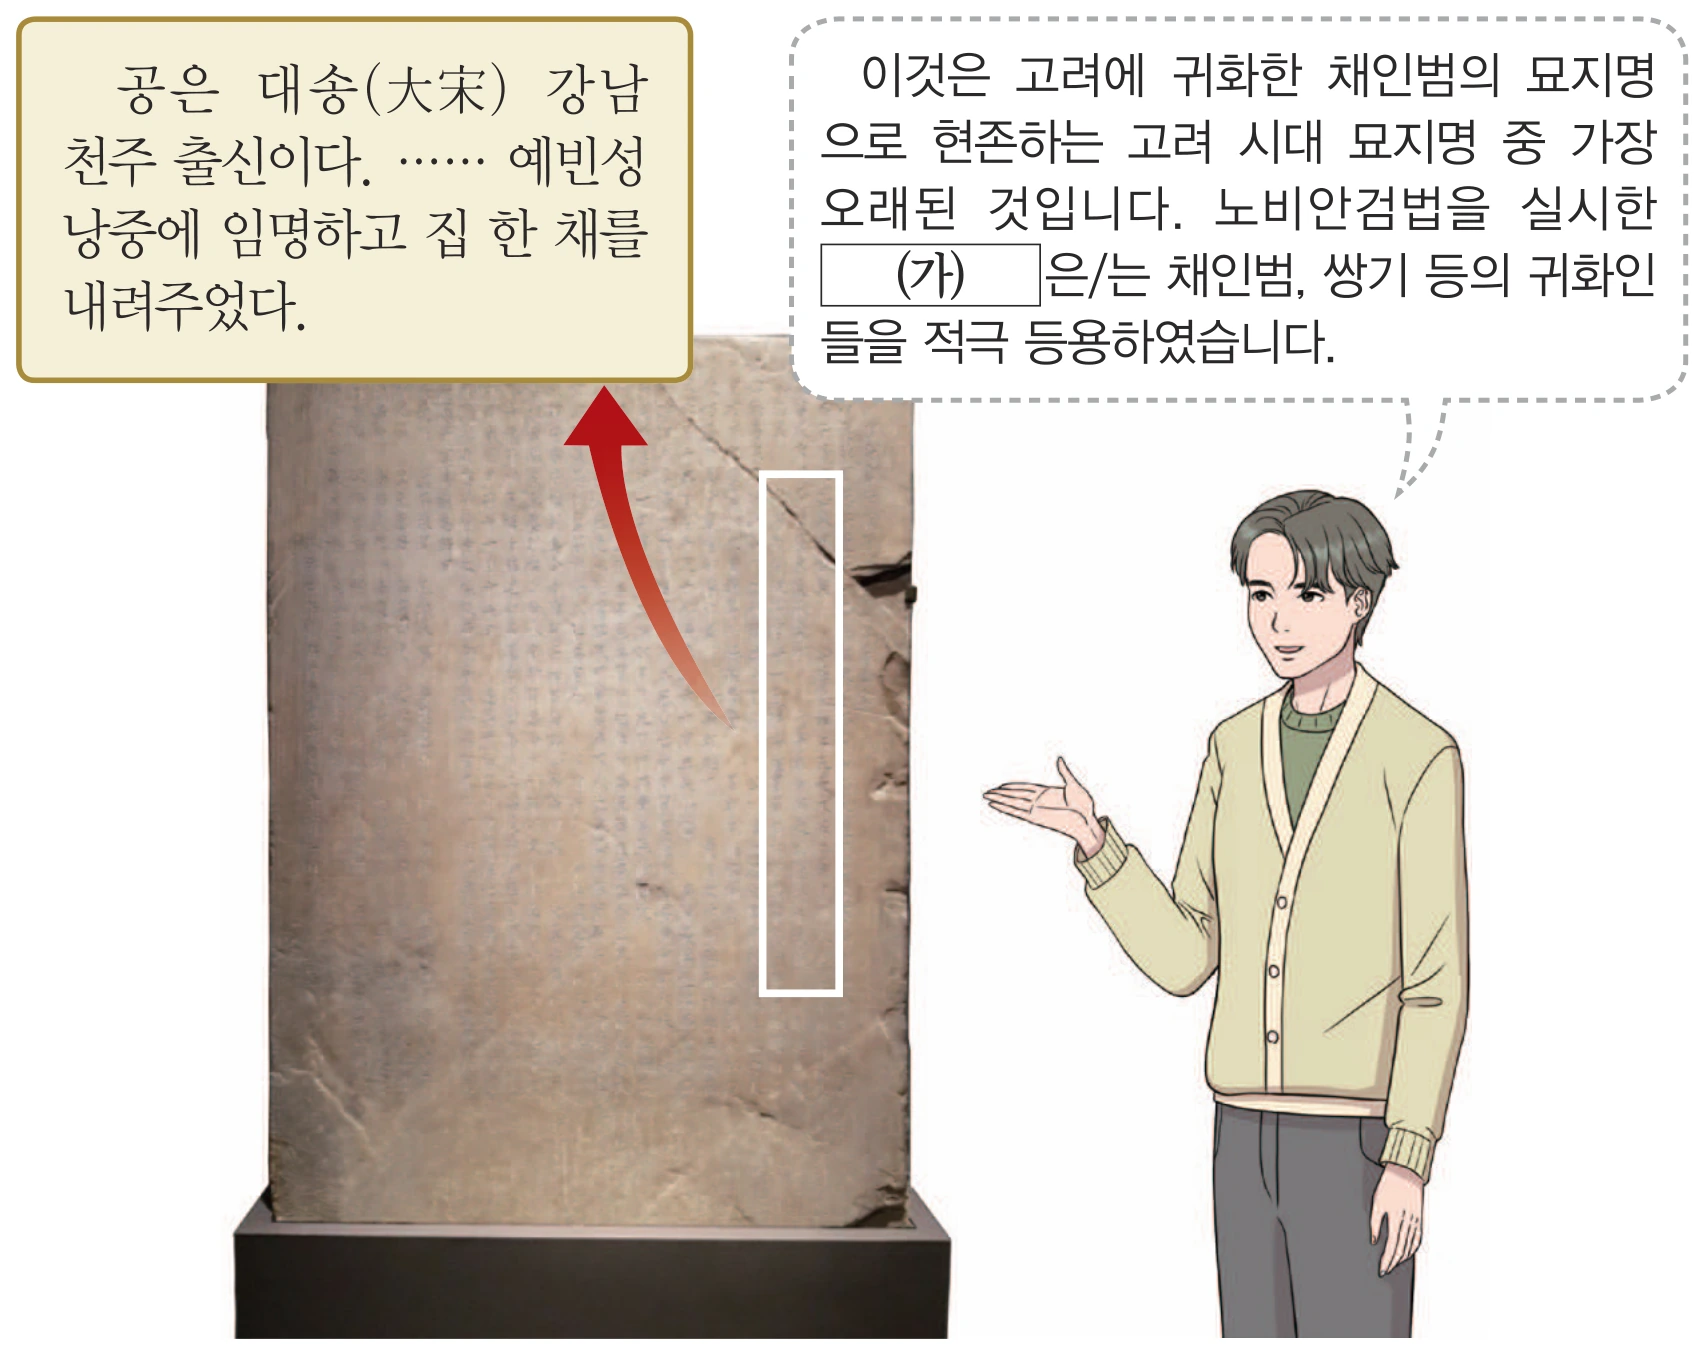 공은 대송(大宋) 강남
천주 출신이다. …… 예빈성
낭중에 임명하고 집 한 채를
내려주었다.
이것은 고려에 귀화한 채인범의 묘지명
으로 현존하는 고려 시대 묘지명 중 가장
오래된 것입니다. 노비안검법을 실시한
(가) 은/는 채인범, 쌍기 등의 귀화인
들을 적극 등용하였습니다.